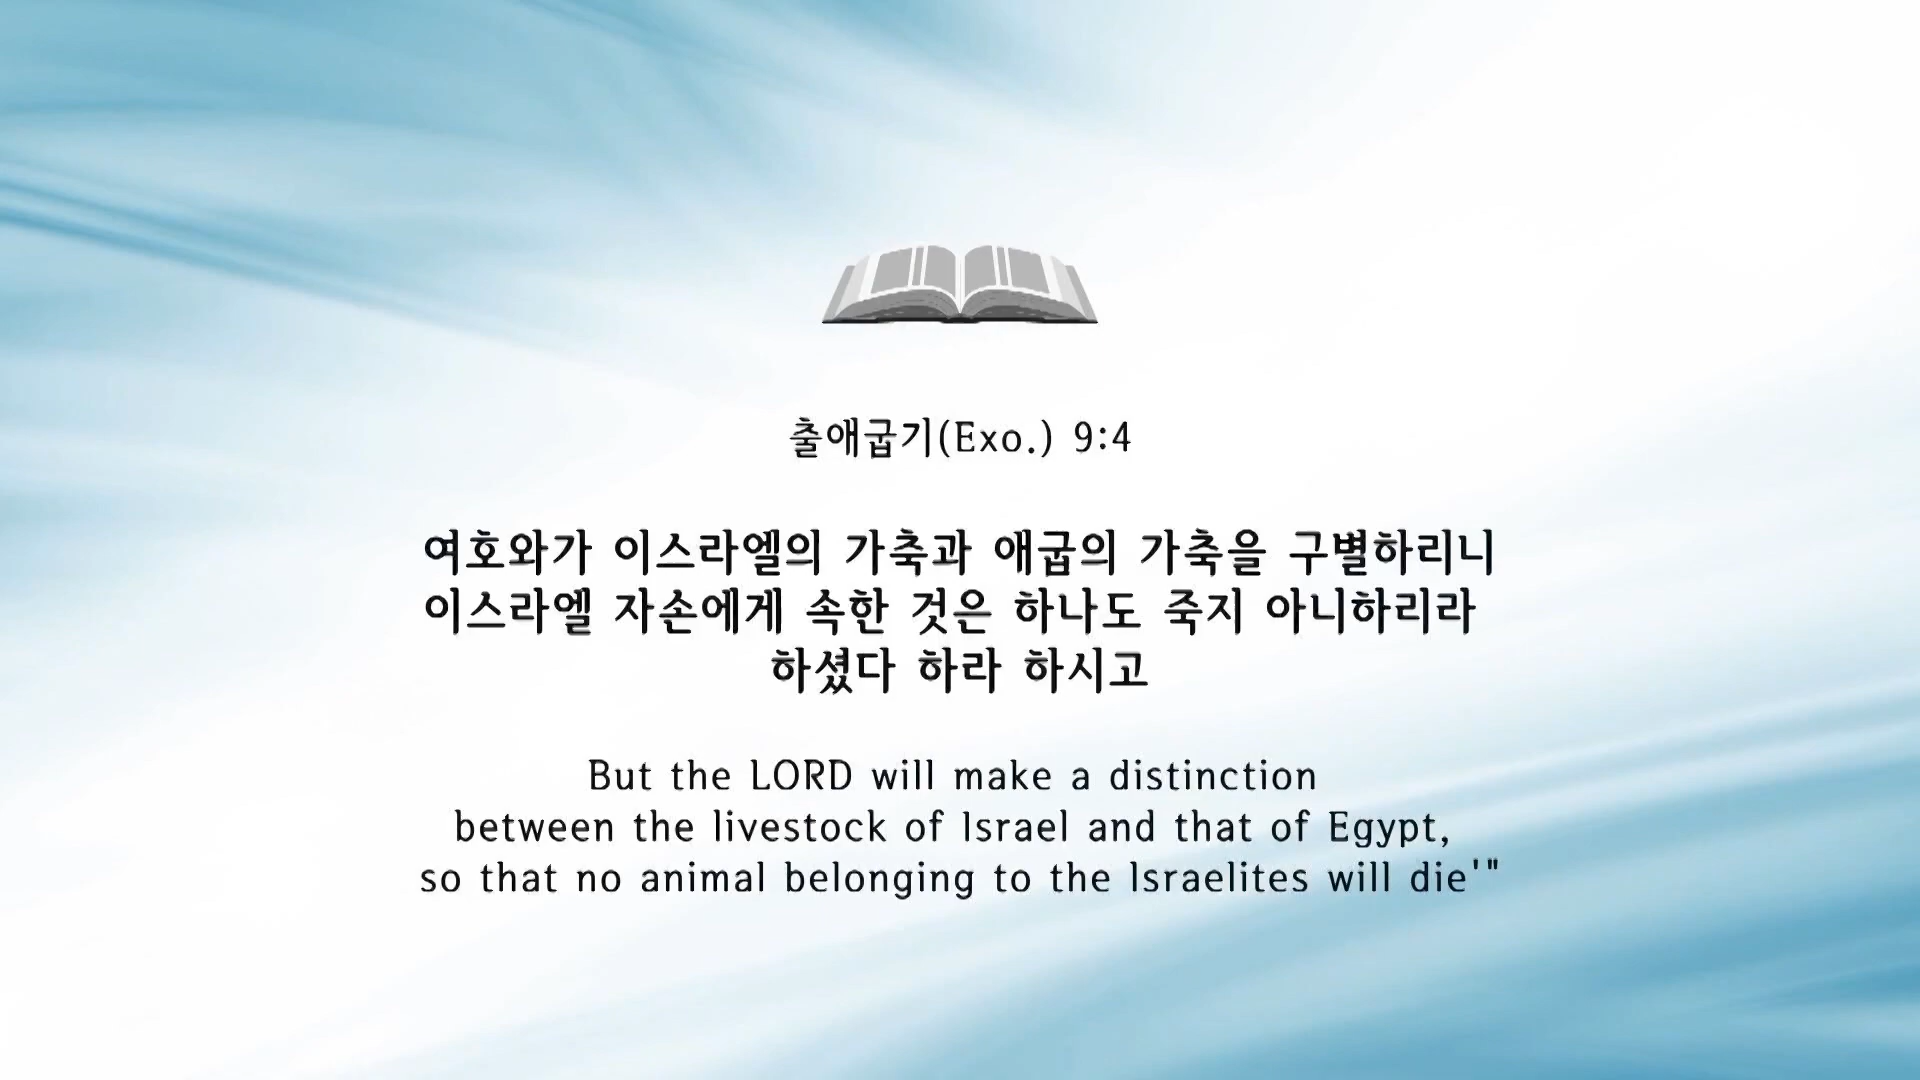 출애굽기(Exo.) 9:4
여호와가 이스라엘의 가축과 애굽의 가축을 구별하리니
이스라엘 자손에게 속한 것은 하나도 죽지 아니하리라
하셨다 하라 하시고
But the LORD will make a distinction
between the livestock of Israel and that of Egypt,
so that no animal belonging to the Israelites will die'"